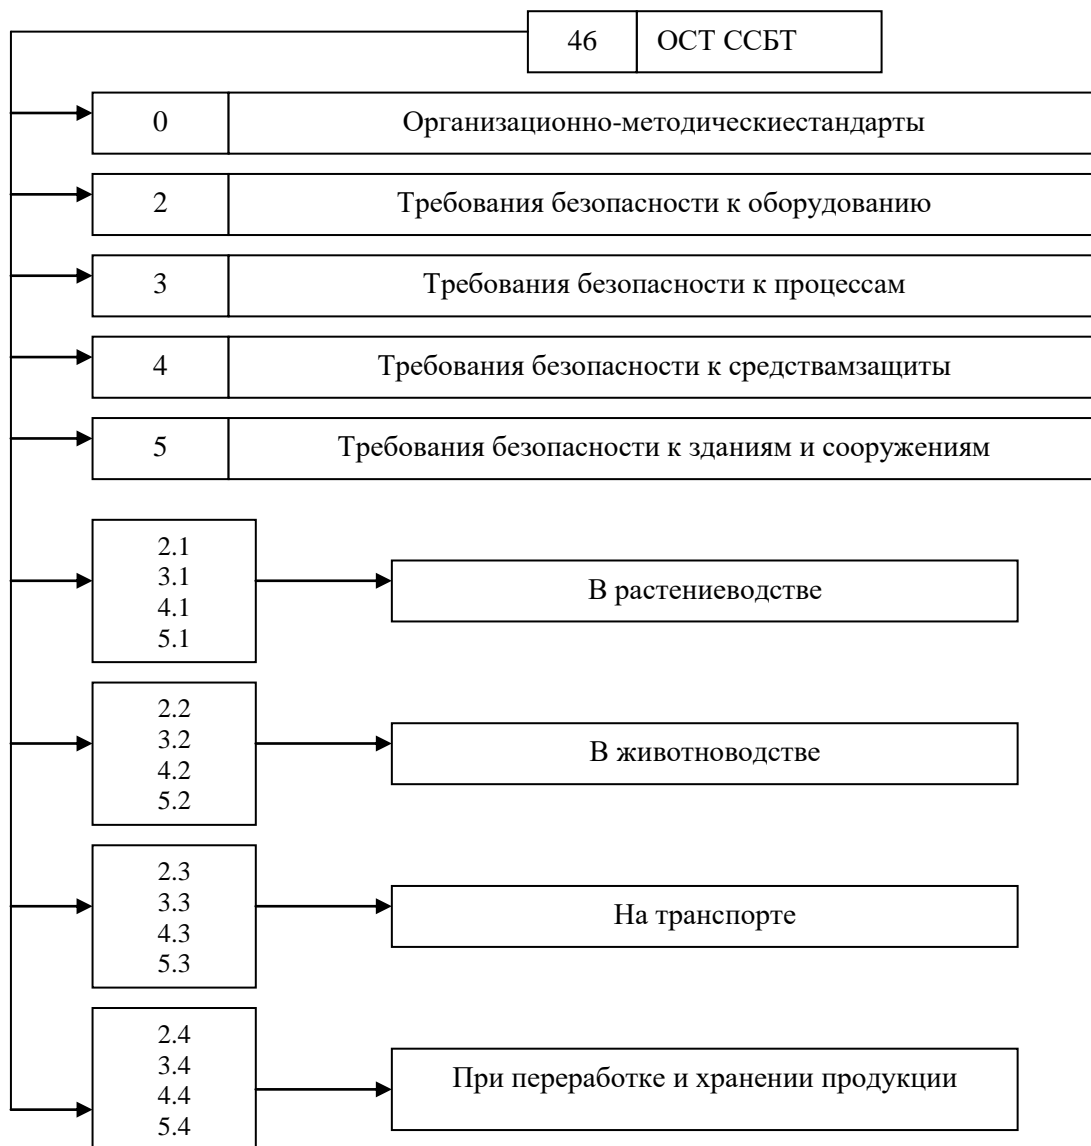 46 ОСТ ССБТ
0 Организационно-методическиестандарты
2 Требования безопасности к оборудованию
3 Требования безопасности к процессам
4 Требования безопасности к средствамзащиты
5 Требования безопасности к зданиям и сооружениям
2.1
3.1
4.1
5.1
В растениеводстве
2.2
3.2
4.2
5.2
В животноводстве
2.3
3.3
4.3
5.3
На транспорте
2.4
3.4
4.4
5.4
При переработке и хранении продукции